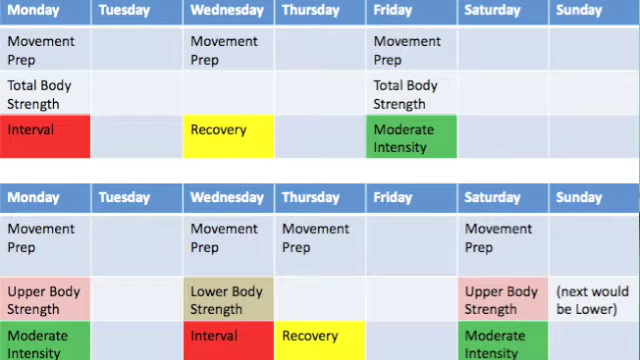 Monday Tuesday Wednesday Thursday Friday Saturday Sunday
Movement Movement Movement
Prep Prep Prep
Total Body Total Body
Strength Strength
Interval Recovery Moderate
Intensity
Monday Tuesday Wednesday Thursday Friday Saturday Sunday
Movement Movement Movement Movement
Prep Prep Prep Prep
Upper Body Lower Body Upper Body (next would
Strength Strength Strength be Lower)
Moderate Interval Recovery Moderate
Intensity Intensity